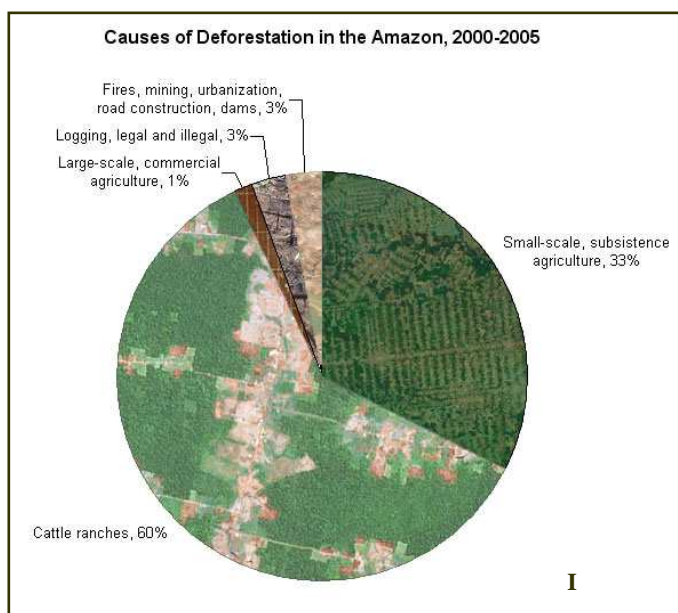 Causes of Deforestation in the Amazon, 2000-2005
Fires, mining, urbanization,
road construction, dams, 3%
Logging, legal and illegal, 3%
Large-scale, commercial
agriculture, 1%
Small-scale, subsistence
agriculture, 33%
Cattle ranches, 60%
I